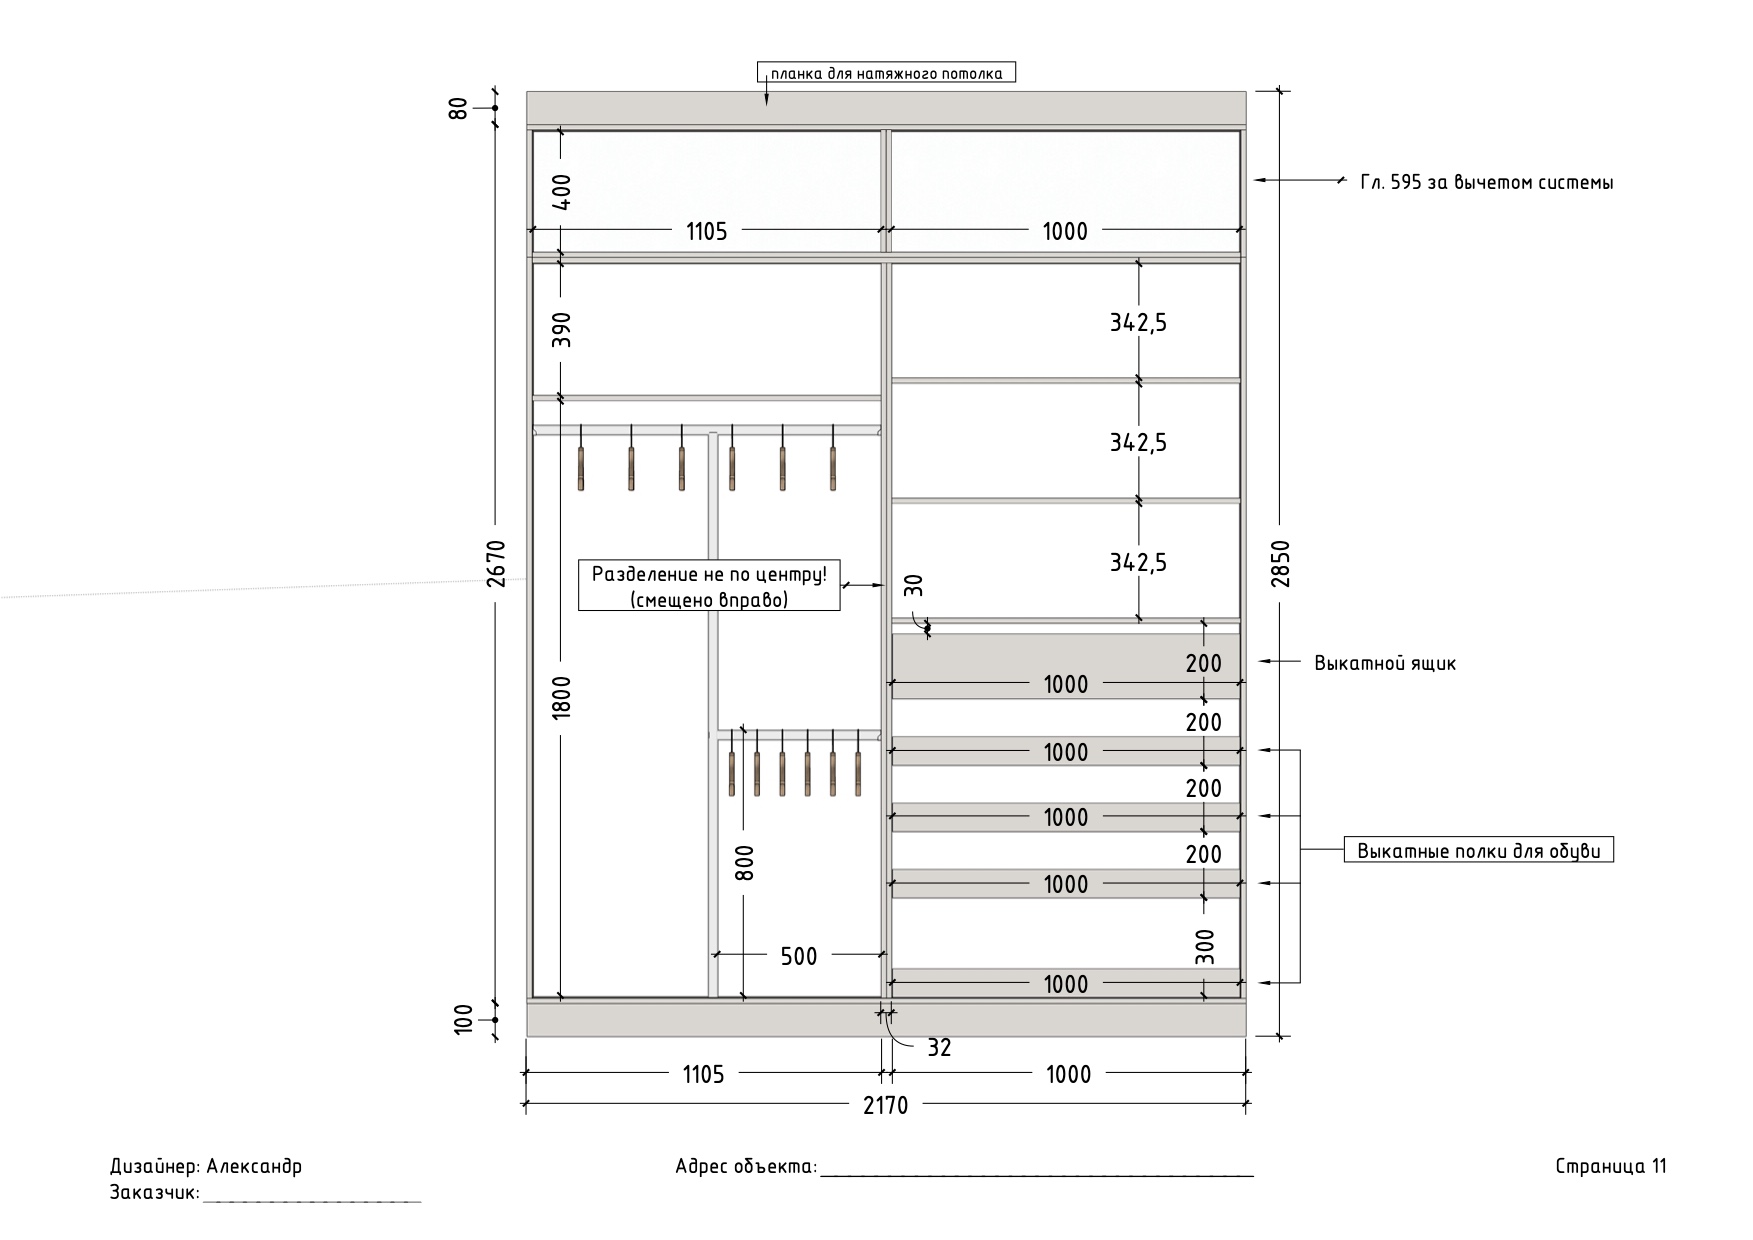 планка для натяжного потолка
80
400
Гл. 595 за вычетом системы
1105
1000
390
342,5
342,5
2670
342,5
2850
Разделение не по центру!
(смещено вправо)
30
Выкатной ящик
200
1000
1800
200
1000
200
1000
800
200
Выкатные полки для обуви
1000
300
500
1000
100
32
1105
1000
2170
Дизайнер: Александр
Адрес объекта:
Страница 11
Заказчик: